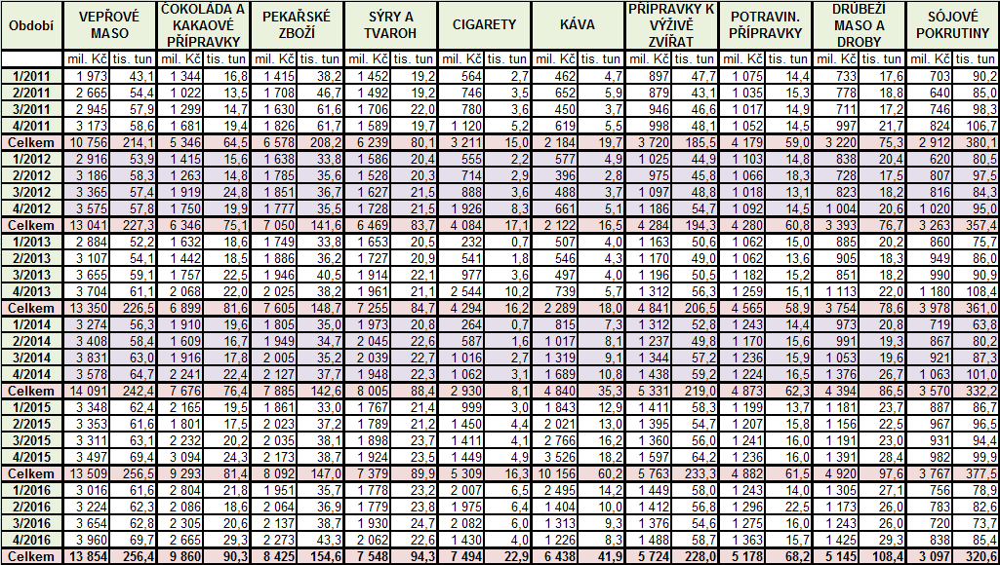 Období VEPŘOVÉ MASO ČOKOLÁDA A KAKAOVÉ PŘÍPRAVKY PEKAŘSKÉ ZBOŽÍ SÝRY A TVAROH CIGARETY KÁVA PŘÍPRAVKY K VÝŽIVĚ ZVÍŘAT POTRAVIN. PŘÍPRAVKY DRŮBEŽÍ MASO A DROBY SÓJOVÉ POKRUTINY
mil. Kč tis. tun mil. Kč tis. tun mil. Kč tis. tun mil. Kč tis. tun mil. Kč tis. tun mil. Kč tis. tun mil. Kč tis. tun mil. Kč tis. tun mil. Kč tis. tun mil. Kč tis. tun
1/2011 1 973 43,1 1 344 16,8 1 415 38,2 1 452 19,2 564 2,7 462 4,7 897 47,7 1 075 14,4 733 17,6 703 90,2
2/2011 2 665 54,4 1 022 13,5 1 708 46,7 1 492 19,2 746 3,5 652 5,9 879 43,1 1 035 15,3 778 18,8 640 85,0
3/2011 2 945 57,9 1 299 14,7 1 630 61,6 1 706 22,0 780 3,6 450 3,7 946 46,6 1 017 14,9 711 17,2 746 98,3
4/2011 3 173 58,6 1 681 19,4 1 826 61,7 1 589 19,7 1 120 5,2 619 5,5 998 48,1 1 052 14,5 997 21,7 824 106,7
Celkem 10 756 214,1 5 346 64,5 6 578 208,2 6 239 80,1 3 211 15,0 2 184 19,7 3 720 185,5 4 179 59,0 3 220 75,3 2 912 380,1
1/2012 2 916 53,9 1 415 15,6 1 638 33,8 1 586 20,4 555 2,2 577 4,9 1 025 44,9 1 103 14,8 838 20,4 620 80,5
2/2012 3 186 58,3 1 263 14,8 1 785 35,6 1 528 20,3 714 2,9 396 2,8 975 45,8 1 066 18,3 728 17,5 807 97,5
3/2012 3 365 57,4 1 919 24,8 1 851 36,7 1 627 21,5 888 3,6 488 3,7 1 097 48,8 1 018 13,1 823 18,2 816 84,3
4/2012 3 575 57,8 1 750 19,9 1 777 35,5 1 728 21,5 1 926 8,3 661 5,1 1 186 54,7 1 092 14,5 1 004 20,6 1 020 95,0
Celkem 13 041 227,3 6 346 75,1 7 050 141,6 6 469 83,7 4 084 17,1 2 122 16,5 4 284 194,3 4 280 60,8 3 393 76,7 3 263 357,4
1/2013 2 884 52,2 1 632 18,6 1 749 33,8 1 653 20,5 232 0,7 507 4,0 1 163 50,6 1 062 15,0 885 20,2 860 75,7
2/2013 3 107 54,1 1 442 18,5 1 886 36,2 1 727 20,9 541 1,8 546 4,3 1 170 49,0 1 062 13,6 905 18,3 949 86,0
3/2013 3 655 59,1 1 757 22,5 1 946 40,5 1 914 22,1 977 3,6 497 4,0 1 196 50,5 1 182 15,2 851 18,2 990 90,9
4/2013 3 704 61,1 2 068 22,0 2 025 38,2 1 961 21,1 2 544 10,2 739 5,7 1 312 56,3 1 259 15,1 1 113 22,0 1 180 108,4
Celkem 13 350 226,5 6 899 81,6 7 605 148,7 7 255 84,7 4 294 16,2 2 289 18,0 4 841 206,5 4 565 58,9 3 754 78,6 3 978 361,0
1/2014 3 274 56,3 1 910 19,6 1 805 35,0 1 973 20,8 264 0,7 815 7,3 1 312 52,8 1 243 14,4 973 20,8 719 63,8
2/2014 3 408 58,4 1 609 16,7 1 949 34,7 2 045 22,6 587 1,6 1 017 8,1 1 237 49,8 1 170 15,6 991 19,3 867 80,2
3/2014 3 831 63,0 1 916 17,8 2 005 35,2 2 039 22,7 1 016 2,7 1 319 9,1 1 344 57,2 1 236 15,9 1 053 19,6 921 87,3
4/2014 3 578 64,7 2 241 22,4 2 127 37,7 1 948 22,3 1 062 3,1 1 689 10,8 1 438 59,2 1 224 16,5 1 376 26,7 1 063 101,0
Celkem 14 091 242,4 7 676 76,4 7 885 142,6 8 005 88,4 2 930 8,1 4 840 35,3 5 331 219,0 4 873 62,3 4 394 86,5 3 570 332,2
1/2015 3 348 62,4 2 165 19,5 1 861 33,0 1 767 21,4 999 3,0 1 843 12,9 1 411 58,3 1 199 13,7 1 181 23,7 887 86,7
2/2015 3 353 61,6 1 801 17,5 2 023 37,2 1 789 21,2 1 450 4,4 2 021 13,0 1 395 54,7 1 207 15,8 1 156 22,5 967 96,5
3/2015 3 311 63,1 2 232 20,2 2 035 38,1 1 898 23,7 1 411 4,1 2 766 16,2 1 360 56,0 1 241 16,0 1 191 23,0 931 94,4
4/2015 3 497 69,4 3 094 24,3 2 173 38,7 1 924 23,5 1 449 4,9 3 526 18,2 1 597 64,2 1 236 16,0 1 391 28,4 982 99,9
Celkem 13 509 256,5 9 293 81,4 8 092 147,0 7 379 89,9 5 309 16,3 10 156 60,2 5 763 233,3 4 882 61,5 4 920 97,6 3 767 377,5
1/2016 3 016 61,6 2 804 21,8 1 951 35,7 1 778 23,2 2 007 6,5 2 495 14,2 1 449 58,0 1 243 14,0 1 305 27,1 756 78,9
2/2016 3 224 62,3 2 086 18,6 2 064 36,9 1 779 23,8 1 975 6,4 1 404 10,0 1 412 56,8 1 296 22,5 1 173 26,0 783 82,6
3/2016 3 654 62,8 2 305 20,6 2 137 38,7 1 930 24,7 2 082 6,0 1 313 9,3 1 376 54,6 1 275 16,0 1 243 26,0 720 73,7
4/2016 3 960 69,7 2 665 29,3 2 273 43,3 2 062 22,6 1 430 4,0 1 226 8,3 1 488 58,7 1 363 15,7 1 425 29,3 838 85,4
Celkem 13 854 256,4 9 860 90,3 8 425 154,6 7 548 94,3 7 494 22,9 6 438 41,9 5 724 228,0 5 178 68,2 5 145 108,4 3 097 320,6